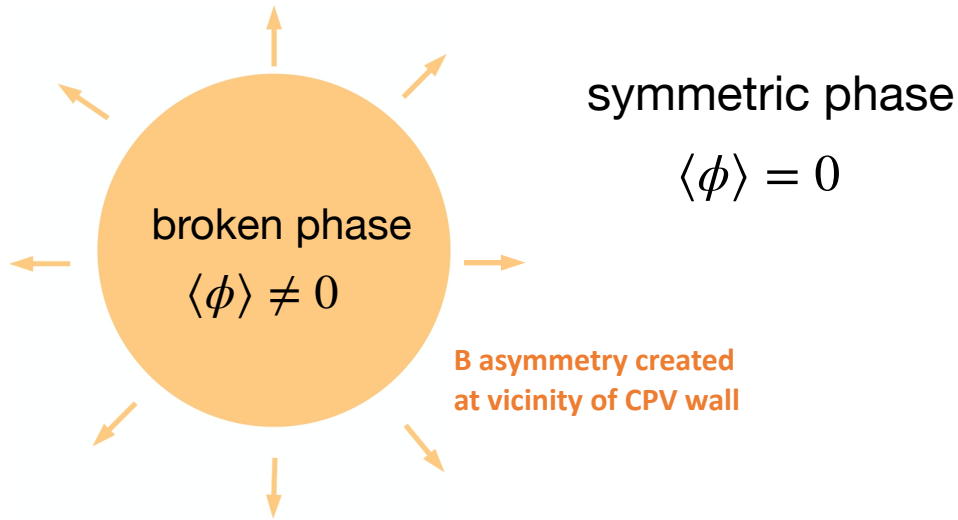 symmetric phase
⟨ϕ⟩ = 0
broken phase
⟨ϕ⟩ ≠ 0
B asymmetry created
at vicinity of CPV wall